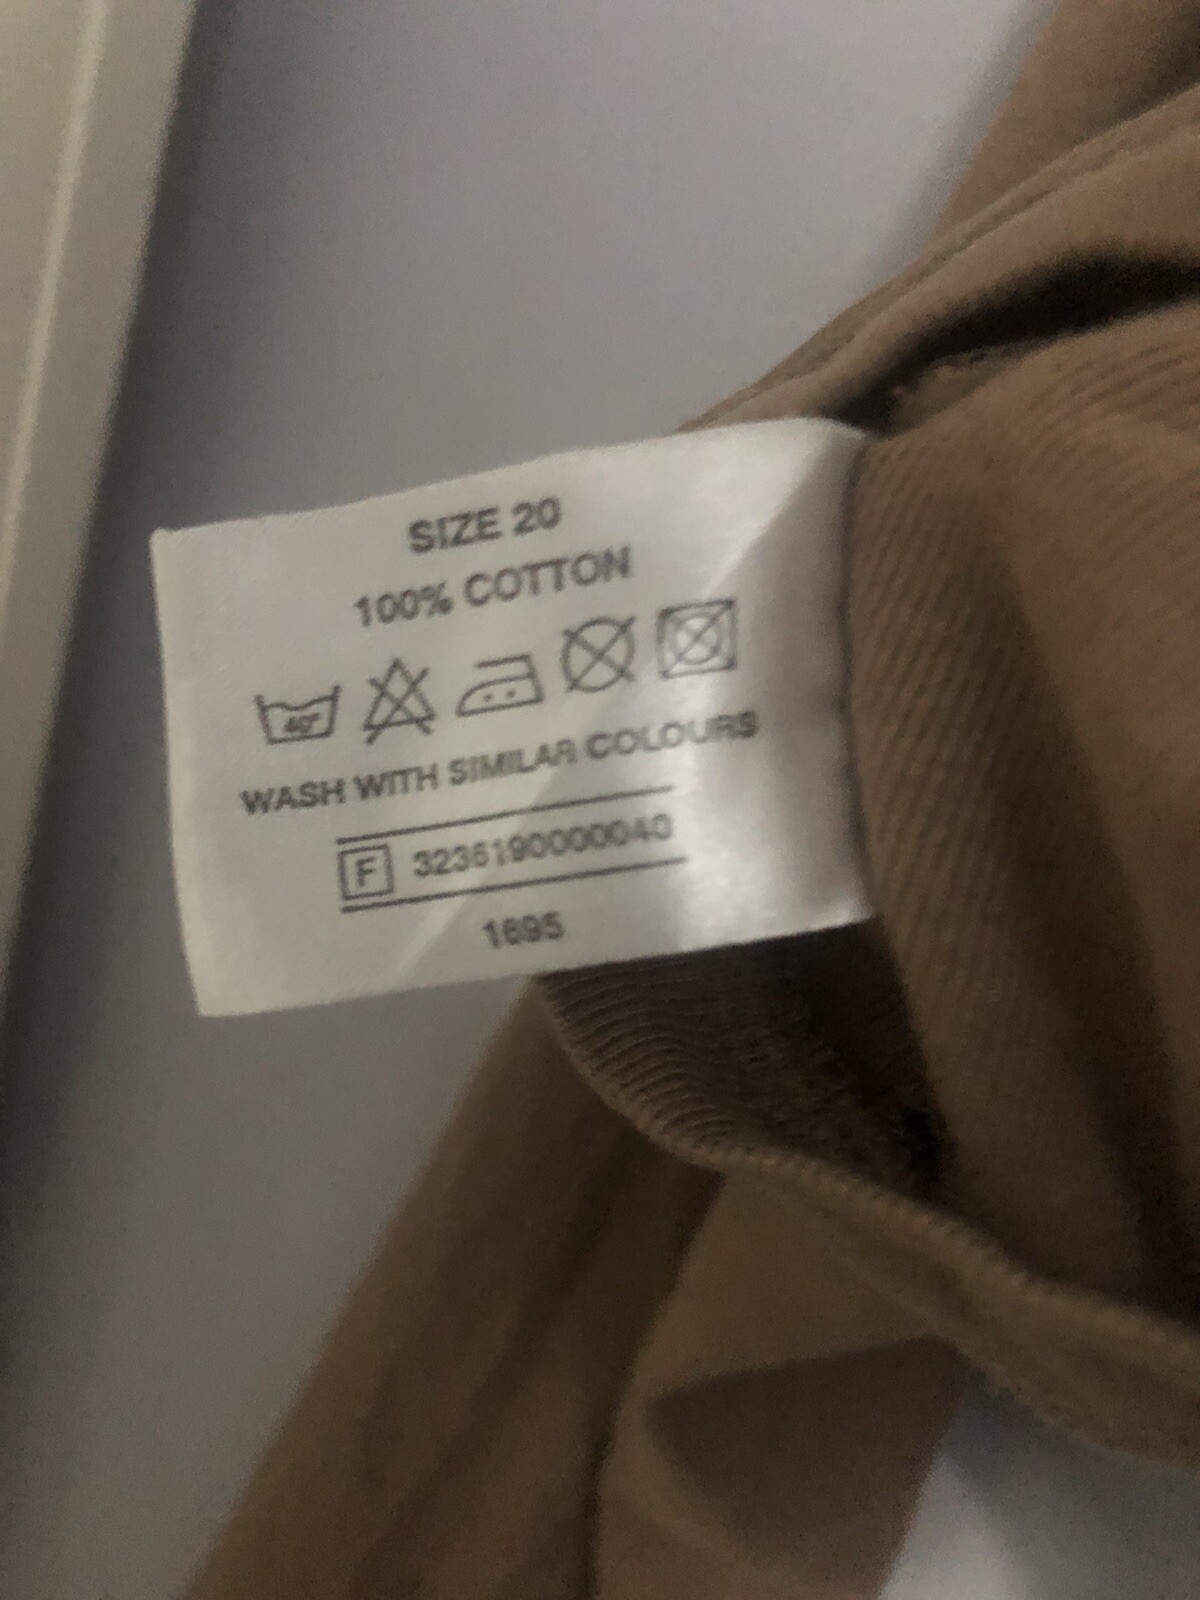 SIZE 20
100% COTTON
40°
WASH WITH SIMILAR COLOURS
F 3236190000040
1695